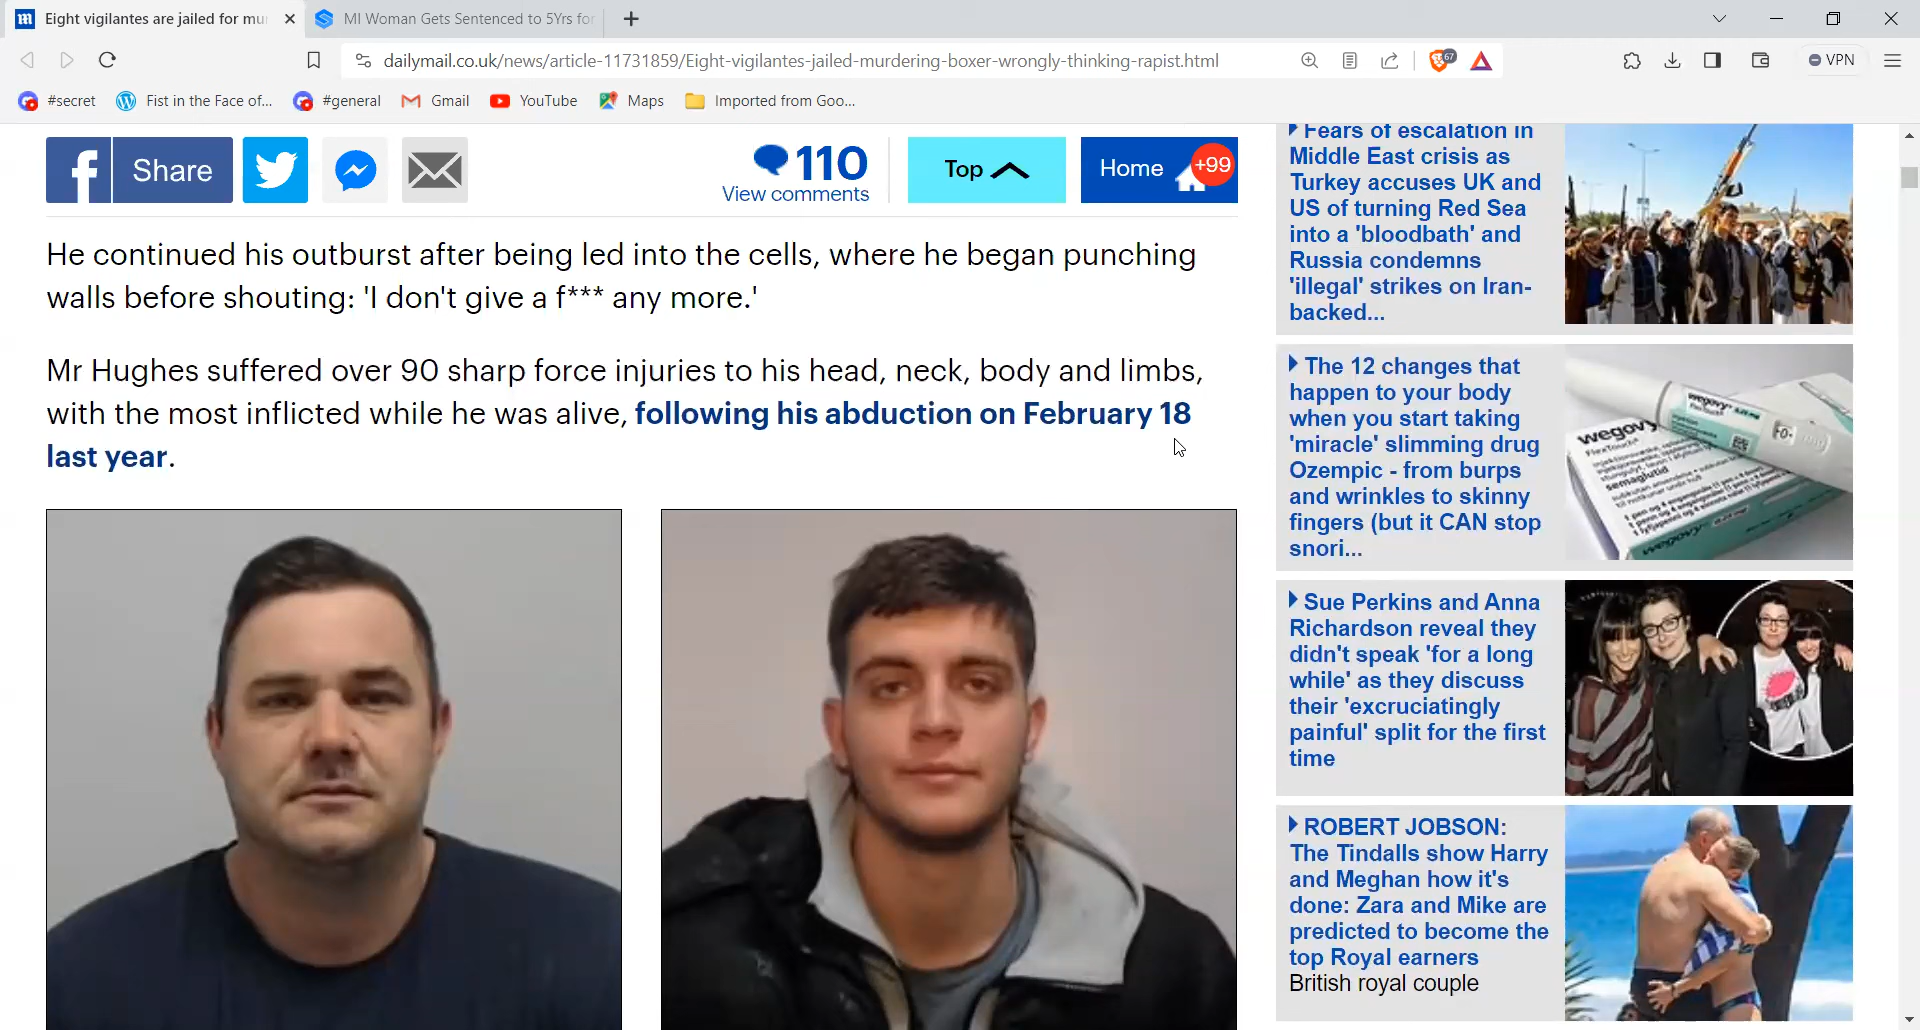 Eight vigilantes are jailed for mu
MI Woman Gets Sentenced to 5Yrs for
dailymail.co.uk/news/article-11731859/Eight-vigilantes-jailed-murdering-boxer-wrongly-thinking-rapist.html
67
VPN
#secret
Fist in the Face of...
#general
Gmail
YouTube
Maps
Imported from Goo...
Share
110
View comments
Top
Home
+99
He continued his outburst after being led into the cells, where he began punching
walls before shouting: 'I don't give a f*** any more.'
Mr Hughes suffered over 90 sharp force injuries to his head, neck, body and limbs,
with the most inflicted while he was alive, following his abduction on February 18
last year.
Fears of escalation in
Middle East crisis as
Turkey accuses UK and
US of turning Red Sea
into a 'bloodbath' and
Russia condemns
'illegal' strikes on Iran-
backed...
The 12 changes that
happen to your body
when you start taking
'miracle' slimming drug
Ozempic - from burps
and wrinkles to skinny
fingers (but it CAN stop
snori...
wegovy
semaglutid
Sue Perkins and Anna
Richardson reveal they
didn't speak 'for a long
while' as they discuss
their 'excruciatingly
painful' split for the first
time
ROBERT JOBSON:
The Tindalls show Harry
and Meghan how it's
done: Zara and Mike are
predicted to become the
top Royal earners
British royal couple